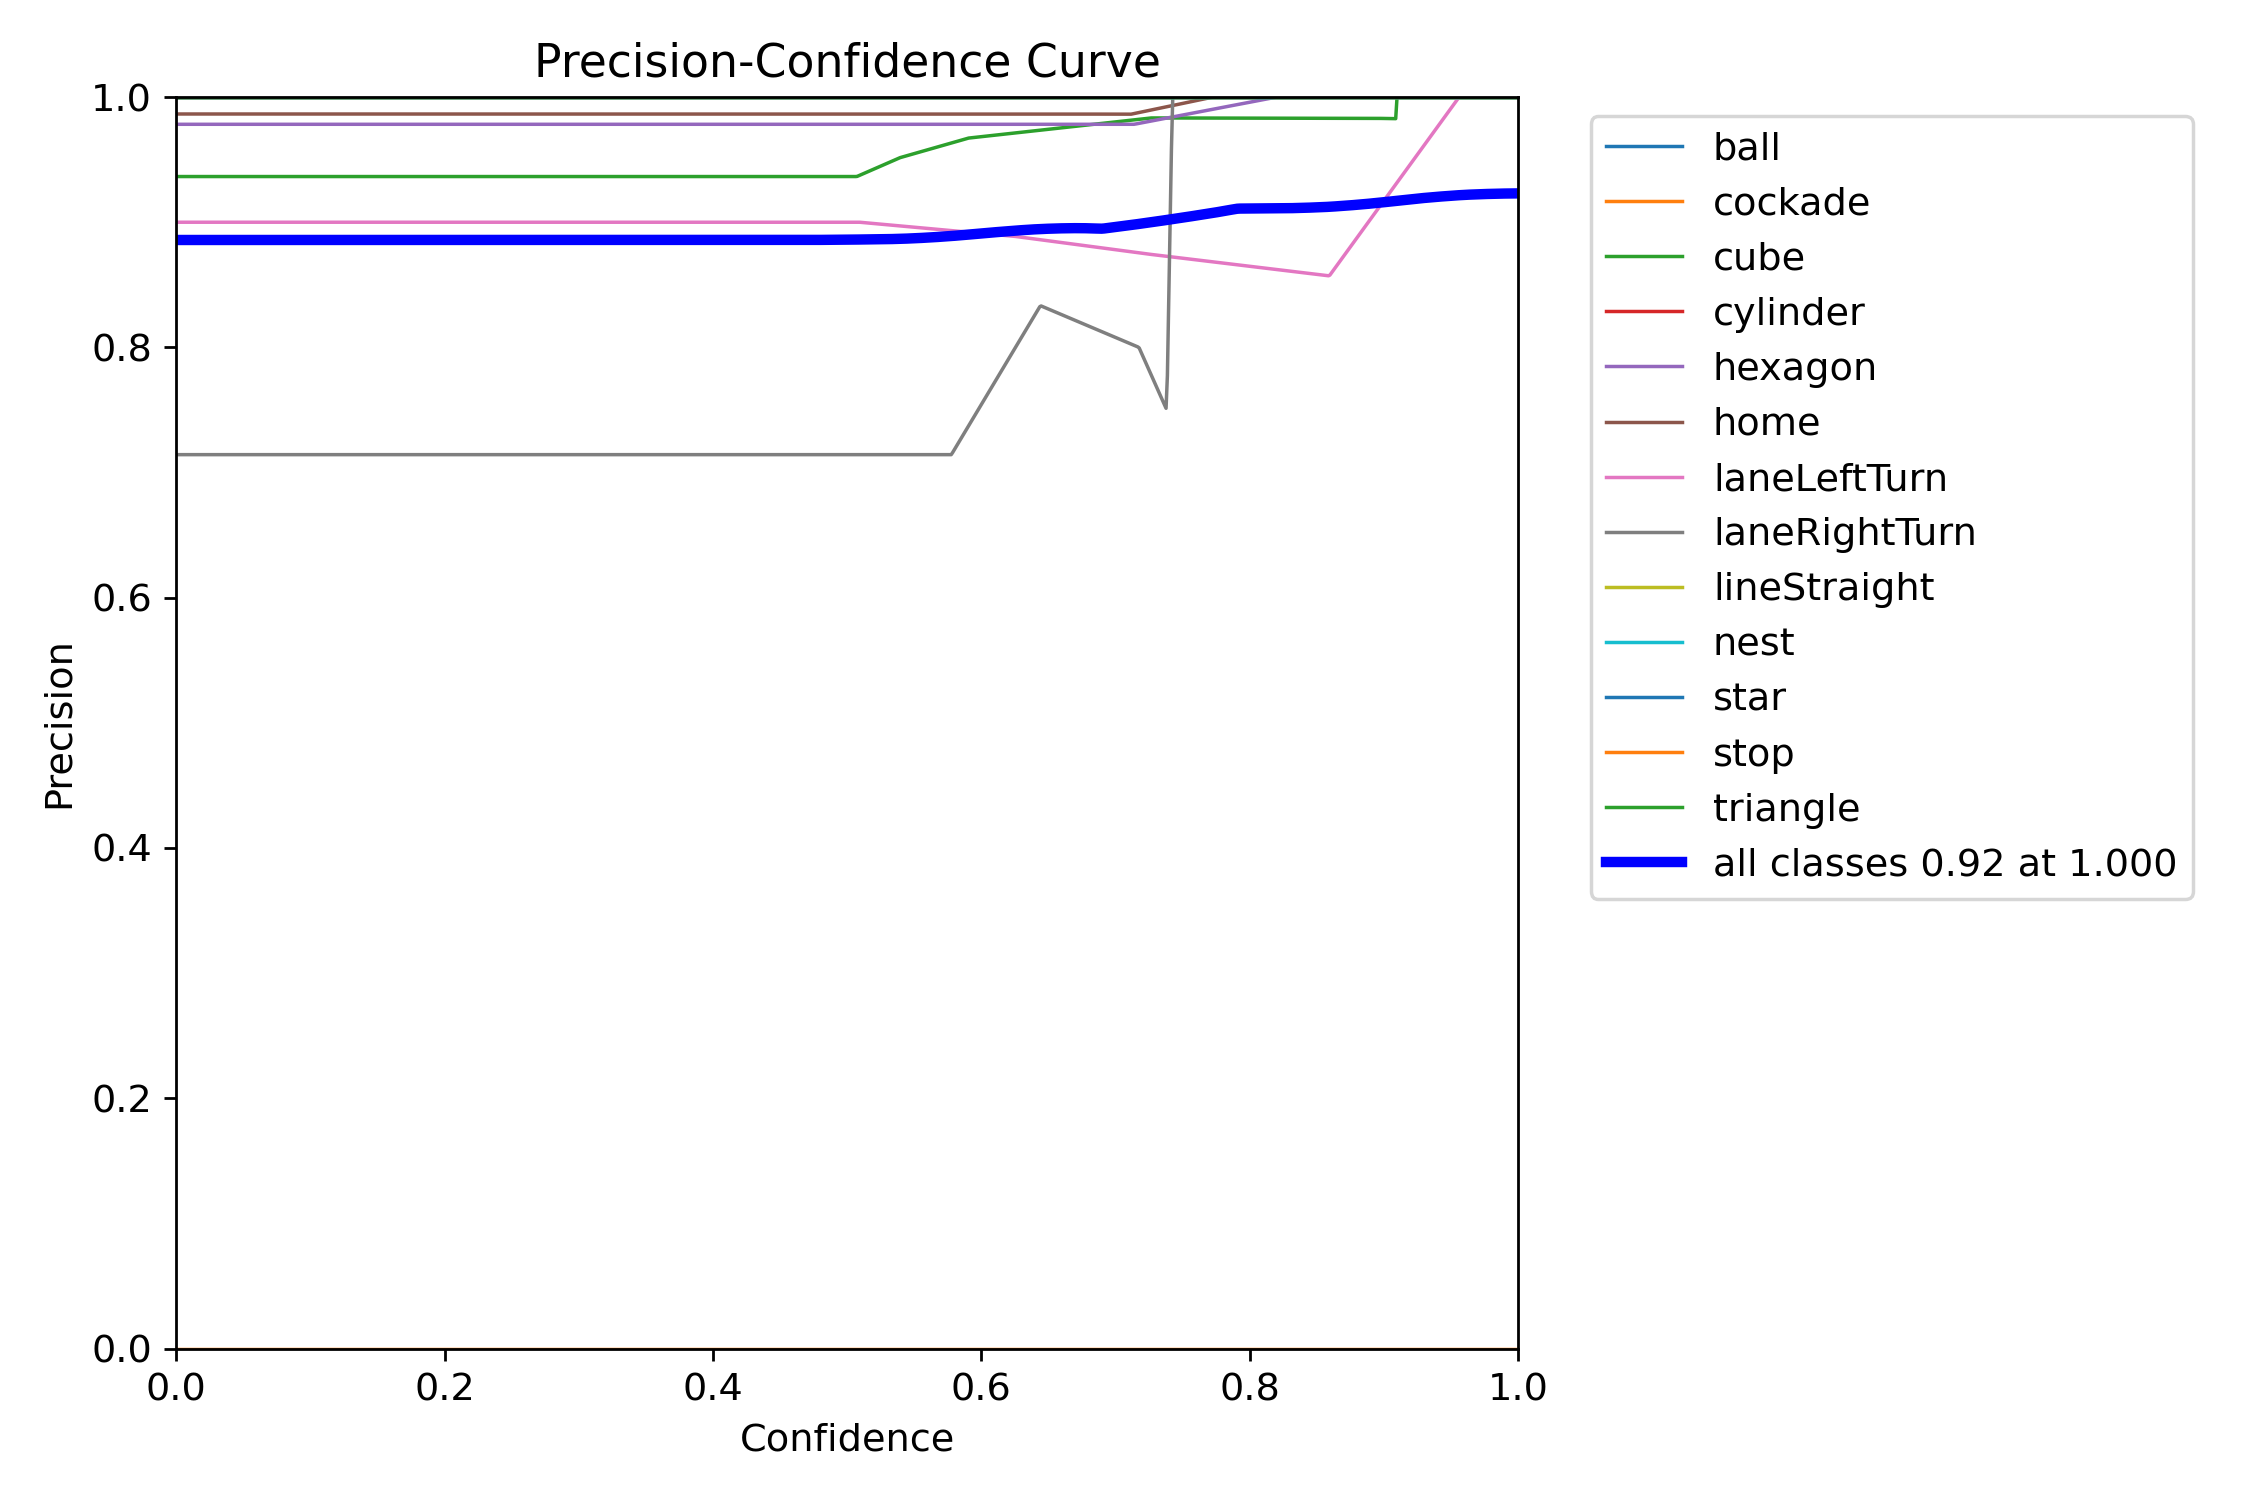 Precision-Confidence Curve
1.0
0.8
0.6
0.4
0.2
0.0
Precision
0.0 0.2 0.4 0.6 0.8 1.0
Confidence
ball
cockade
cube
cylinder
hexagon
home
laneLeftTurn
laneRightTurn
lineStraight
nest
star
stop
triangle
all classes 0.92 at 1.000